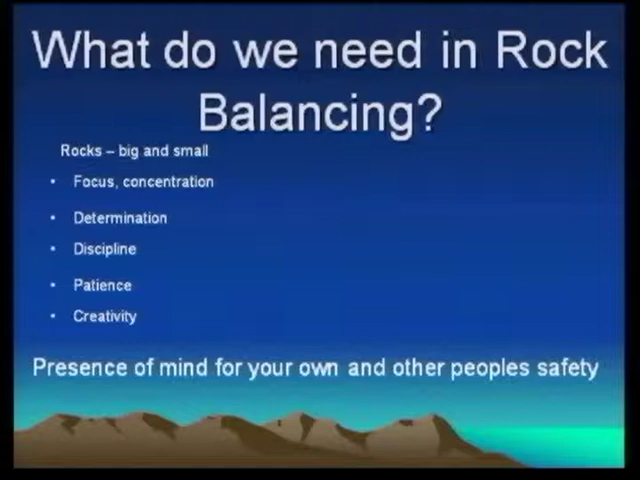 What do we need in Rock
Balancing?
Rocks – big and small
• Focus, concentration
• Determination
• Discipline
• Patience
• Creativity
Presence of mind for your own and other peoples safety